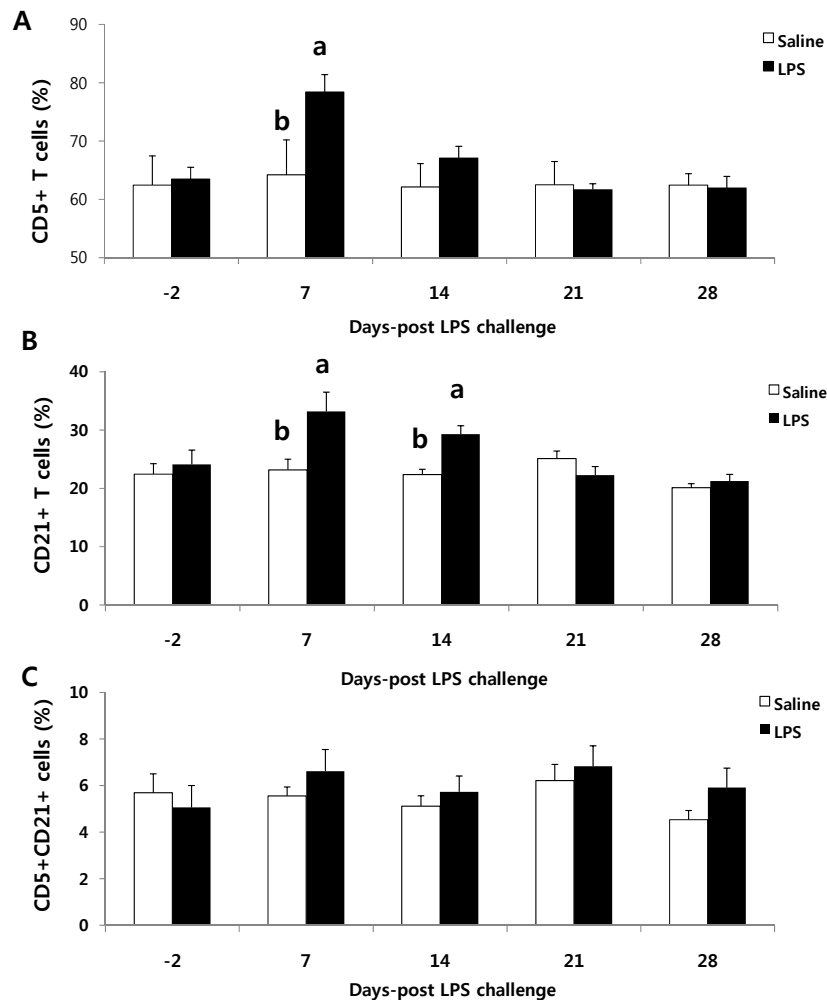 A
90
80
70
60
50
CD5+ T cells (%)
b
a
Saline
LPS
-2 7 14 21 28
Days-post LPS challenge
B
40
30
20
10
0
CD21+ T cells (%)
b
a
b
a
Saline
LPS
-2 7 14 21 28
Days-post LPS challenge
C
10
8
6
4
2
0
CD5+CD21+ cells (%)
Saline
LPS
-2 7 14 21 28
Days-post LPS challenge